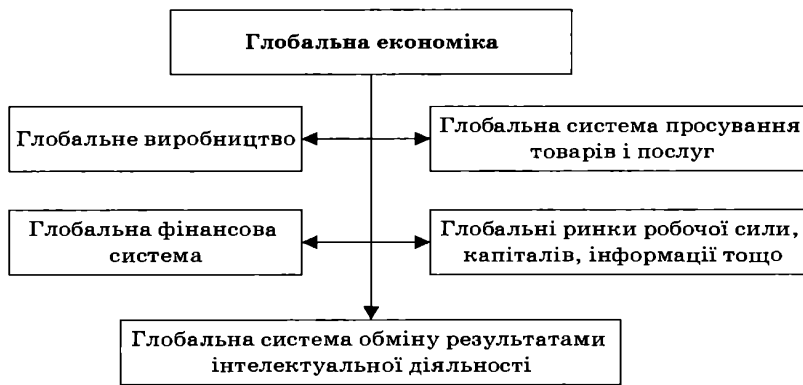 Глобальна економіка
Глобальне виробництво
Глобальна система просування
товарів і послуг
Глобальна фінансова
система
Глобальні ринки робочої сили,
капіталів, інформації тощо
Глобальна система обміну результатами
інтелектуальної діяльності